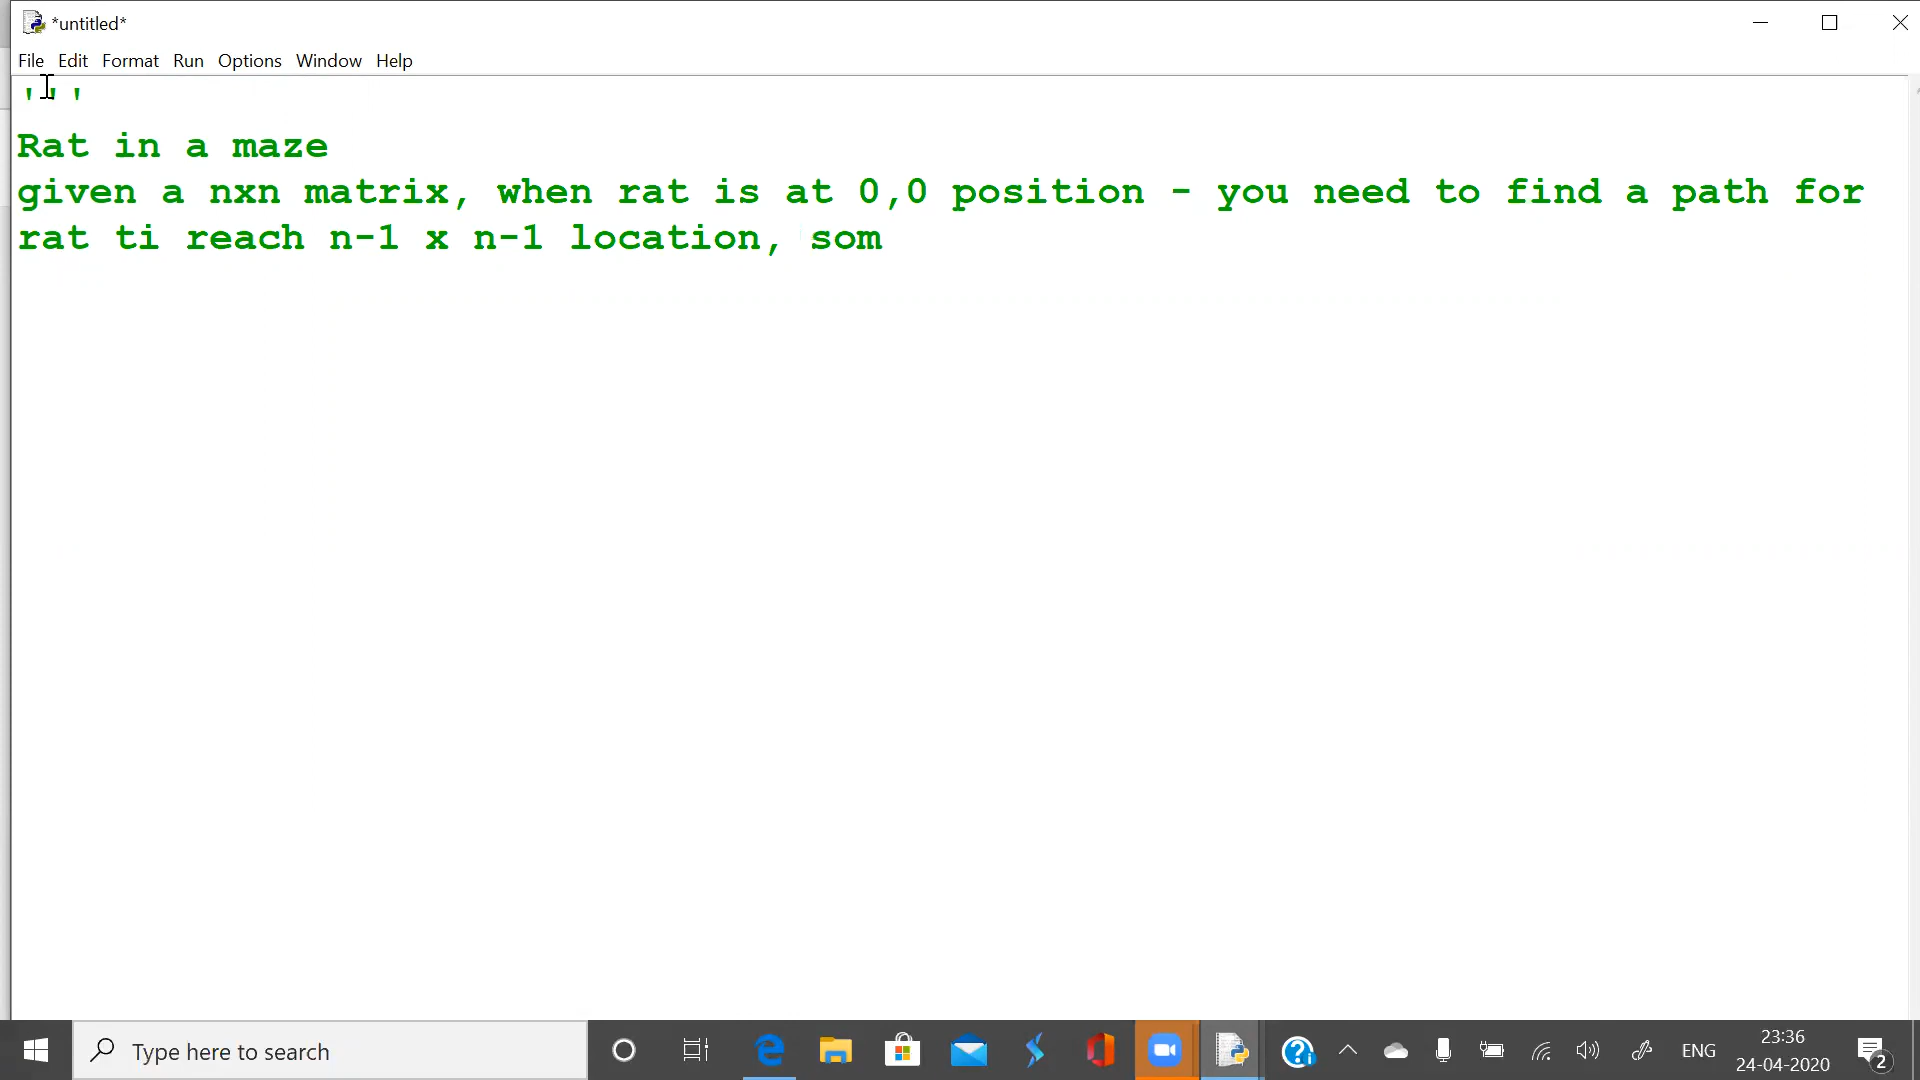 *untitled*
File Edit Format Run Options Window Help
'''
Rat in a maze
given a nxn matrix, when rat is at 0,0 position - you need to find a path for
rat ti reach n-1 x n-1 location, som
Type here to search
ENG
23:36
24-04-2020
2